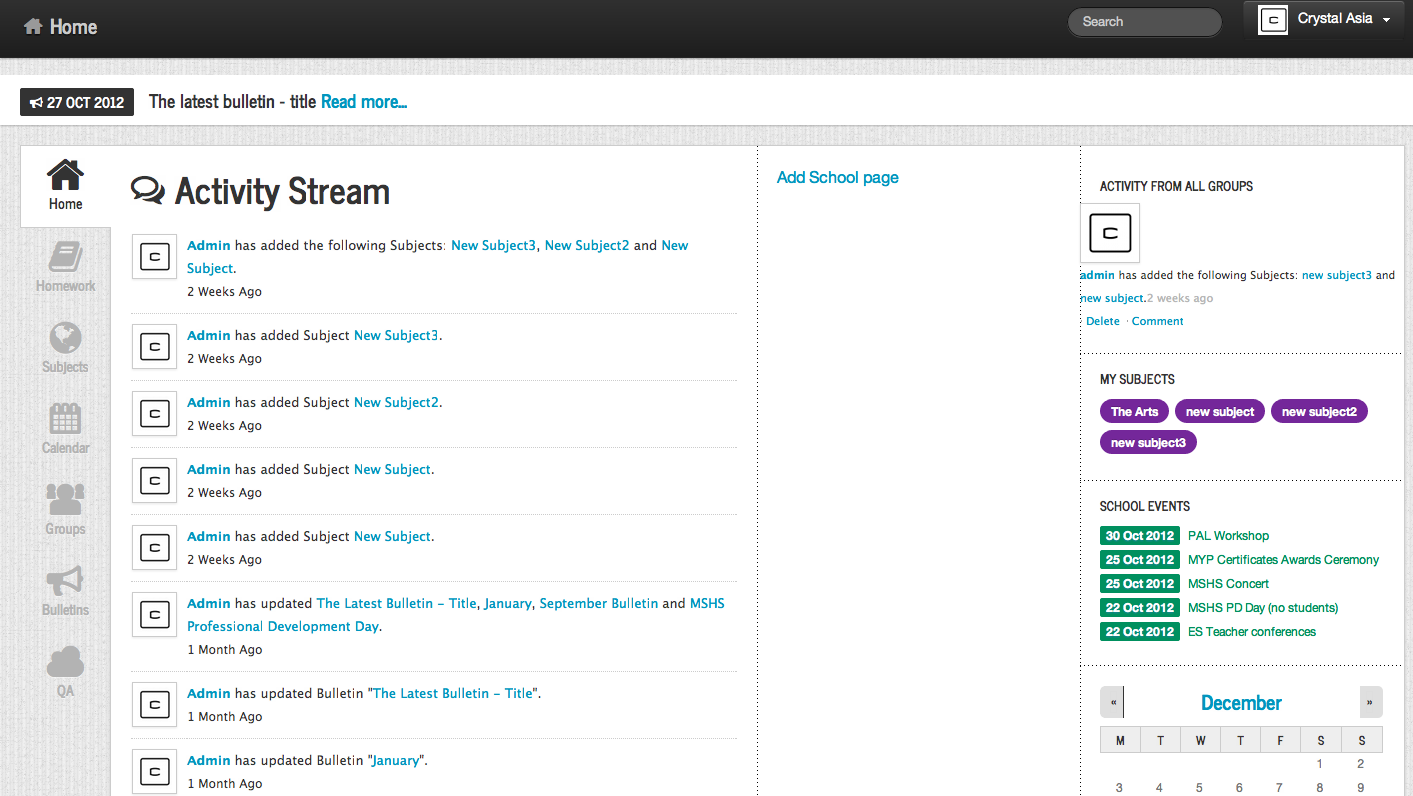 Home
Search
C
Crystal Asia
27 OCT 2012
The latest bulletin - title Read more...
Home
Homework
Subjects
Calendar
Groups
Bulletins
QA
Activity Stream
C
Admin has added the following Subjects: New Subject3, New Subject2 and New
Subject.
2 Weeks Ago
C
Admin has added Subject New Subject3.
2 Weeks Ago
C
Admin has added Subject New Subject2.
2 Weeks Ago
C
Admin has added Subject New Subject.
2 Weeks Ago
C
Admin has added Subject New Subject.
2 Weeks Ago
C
Admin has updated The Latest Bulletin – Title, January, September Bulletin and MSHS
Professional Development Day.
1 Month Ago
C
Admin has updated Bulletin "The Latest Bulletin – Title".
1 Month Ago
C
Admin has updated Bulletin "January".
1 Month Ago
Add School page
ACTIVITY FROM ALL GROUPS
C
admin has added the following Subjects: new subject3 and
new subject.2 weeks ago
· Delete · Comment
MY SUBJECTS
The Arts new subject new subject2
new subject3
SCHOOL EVENTS
30 Oct 2012 PAL Workshop
25 Oct 2012 MYP Certificates Awards Ceremony
25 Oct 2012 MSHS Concert
22 Oct 2012 MSHS PD Day (no students)
22 Oct 2012 ES Teacher conferences
« December »
M T W T F S S
1 2
3 4 5 6 7 8 9